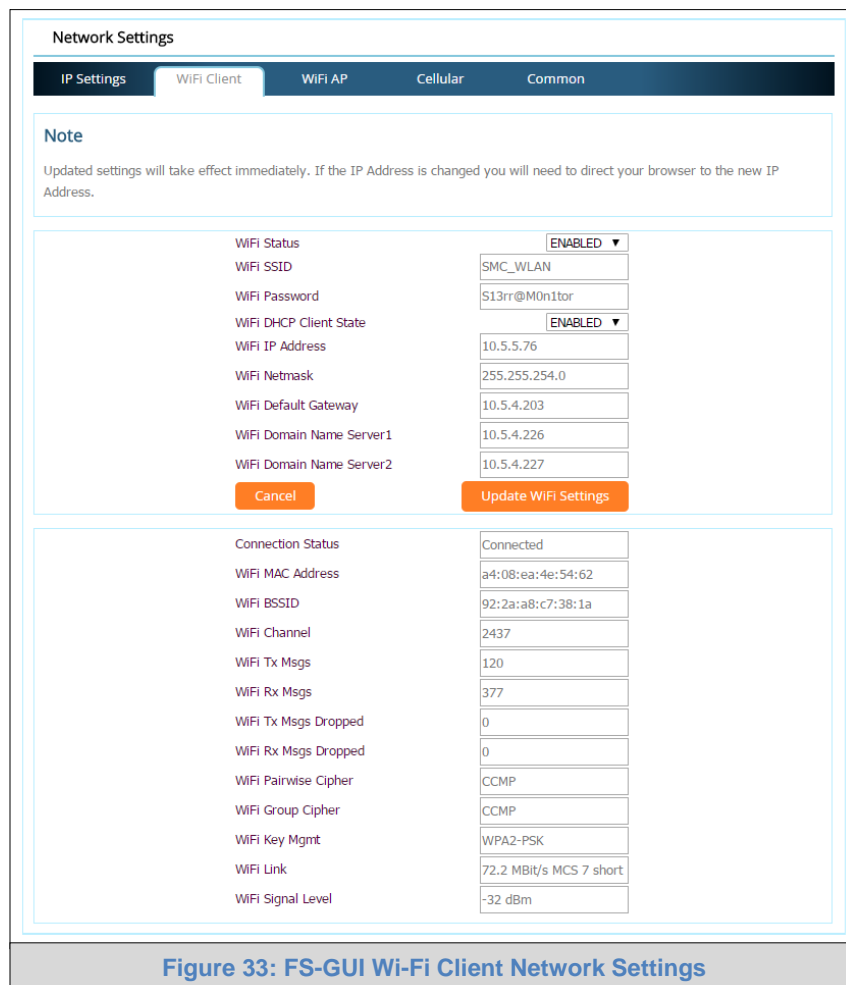 Network Settings
IP Settings WiFi Client WiFi AP Cellular Common
Note
Updated settings will take effect immediately. If the IP Address is changed you will need to direct your browser to the new IP
Address.
WiFi Status ENABLED ▼
WiFi SSID SMC_WLAN
WiFi Password S13rr@M0n1tor
WiFi DHCP Client State ENABLED ▼
WiFi IP Address 10.5.5.76
WiFi Netmask 255.255.254.0
WiFi Default Gateway 10.5.4.203
WiFi Domain Name Server1 10.5.4.226
WiFi Domain Name Server2 10.5.4.227
Cancel Update WiFi Settings
Connection Status Connected
WiFi MAC Address a4:08:ea:4e:54:62
WiFi BSSID 92:2a:a8:c7:38:1a
WiFi Channel 2437
WiFi Tx Msgs 120
WiFi Rx Msgs 377
WiFi Tx Msgs Dropped 0
WiFi Rx Msgs Dropped 0
WiFi Pairwise Cipher CCMP
WiFi Group Cipher CCMP
WiFi Key Mgmt WPA2-PSK
WiFi Link 72.2 MBit/s MCS 7 short
WiFi Signal Level -32 dBm
Figure 33: FS-GUI Wi-Fi Client Network Settings